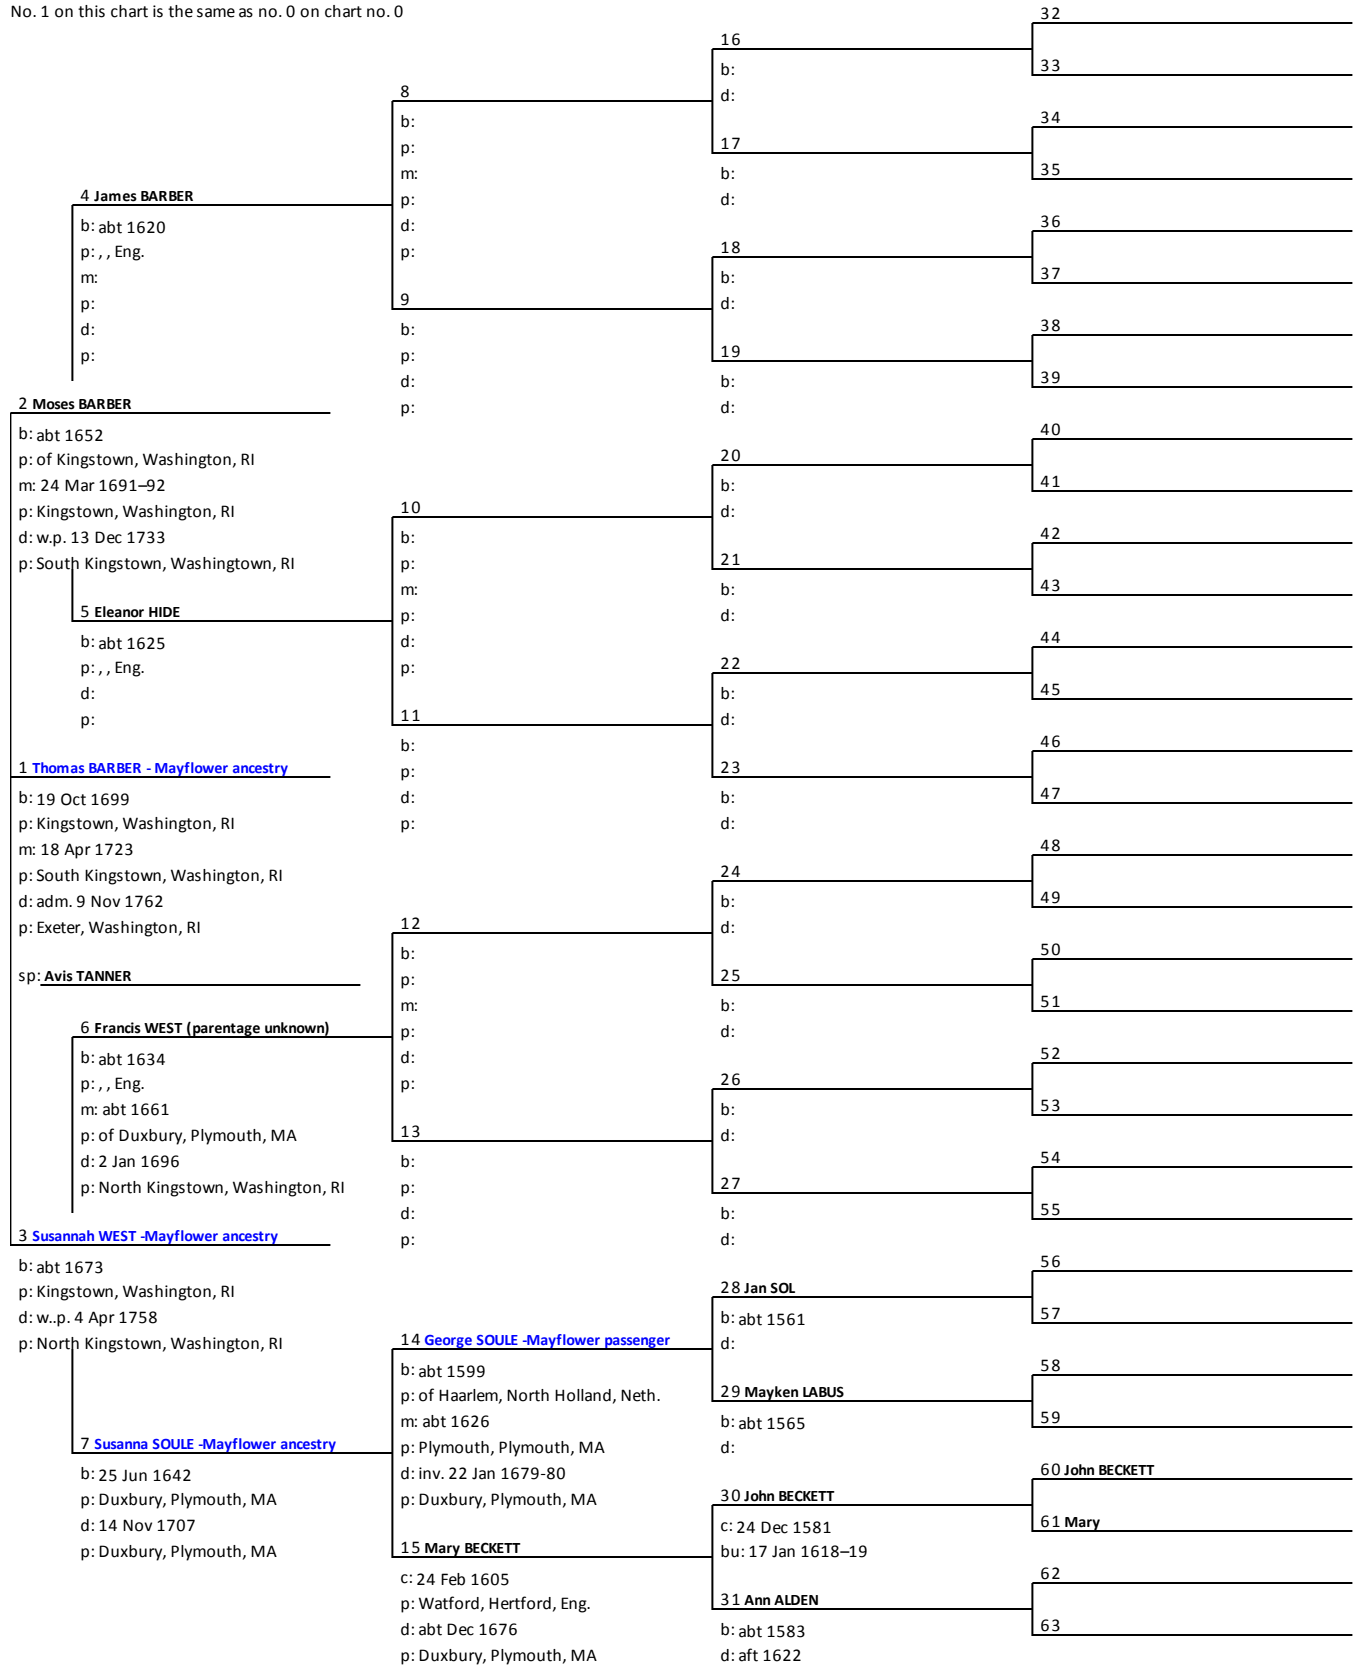 No. 1 on this chart is the same as no. 0 on chart no. 0
4 James BARBER
b: abt 1620
p: , , Eng.
m:
p:
d:
p:
2 Moses BARBER
b: abt 1652
p: of Kingstown, Washington, RI
m: 24 Mar 1691–92
p: Kingstown, Washington, RI
d: w.p. 13 Dec 1733
p: South Kingstown, Washingtown, RI
5 Eleanor HIDE
b: abt 1625
p: , , Eng.
d:
p:
1 Thomas BARBER - Mayflower ancestry
b: 19 Oct 1699
p: Kingstown, Washington, RI
m: 18 Apr 1723
p: South Kingstown, Washington, RI
d: adm. 9 Nov 1762
p: Exeter, Washington, RI
sp: Avis TANNER
6 Francis WEST (parentage unknown)
b: abt 1634
p: , , Eng.
m: abt 1661
p: of Duxbury, Plymouth, MA
d: 2 Jan 1696
p: North Kingstown, Washington, RI
3 Susannah WEST -Mayflower ancestry
b: abt 1673
p: Kingstown, Washington, RI
d: w..p. 4 Apr 1758
p: North Kingstown, Washington, RI
7 Susanna SOULE -Mayflower ancestry
b: 25 Jun 1642
p: Duxbury, Plymouth, MA
d: 14 Nov 1707
p: Duxbury, Plymouth, MA
8
b:
p:
m:
p:
d:
p:
9
b:
p:
d:
p:
10
b:
p:
m:
p:
d:
p:
11
b:
p:
d:
p:
12
b:
p:
m:
p:
d:
p:
13
b:
p:
d:
p:
14 George SOULE -Mayflower passenger
b: abt 1599
p: of Haarlem, North Holland, Neth.
m: abt 1626
p: Plymouth, Plymouth, MA
d: inv. 22 Jan 1679-80
p: Duxbury, Plymouth, MA
15 Mary BECKETT
c: 24 Feb 1605
p: Watford, Hertford, Eng.
d: abt Dec 1676
p: Duxbury, Plymouth, MA
16
b:
d:
17
b:
d:
18
b:
d:
19
b:
d:
20
b:
d:
21
b:
d:
22
b:
d:
23
b:
d:
24
b:
d:
25
b:
d:
26
b:
d:
27
b:
d:
28 Jan SOL
b: abt 1561
d:
29 Mayken LABUS
b: abt 1565
d:
30 John BECKETT
c: 24 Dec 1581
bu: 17 Jan 1618–19
31 Ann ALDEN
b: abt 1583
d: aft 1622
32
33
34
35
36
37
38
39
40
41
42
43
44
45
46
47
48
49
50
51
52
53
54
55
56
57
58
59
60 John BECKETT
61 Mary
62
63